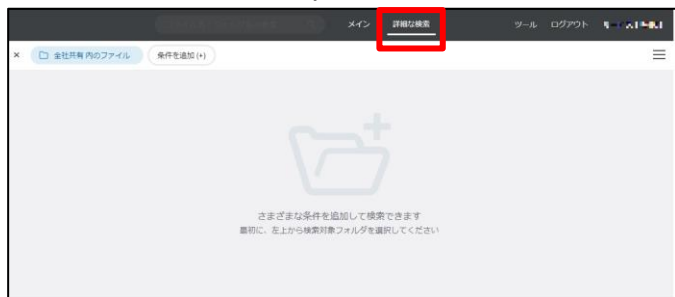 メイン 詳細な検索 ツール ログアウト
× 全社共有 内のファイル 条件を追加 (+)
さまざまな条件を追加して検索できます
最初に、左上から検索対象フォルダを選択してください